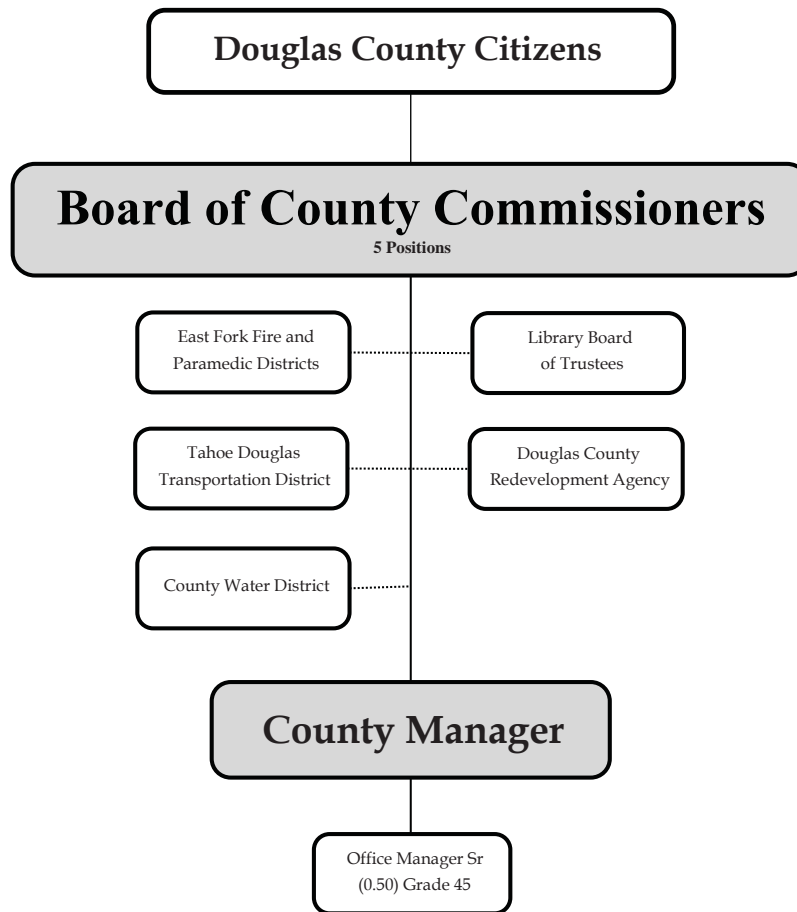 Douglas County Citizens
Board of County Commissioners
5 Positions
East Fork Fire and
Paramedic Districts
Library Board
of Trustees
Tahoe Douglas
Transportation District
Douglas County
Redevelopment Agency
County Water District
County Manager
Office Manager Sr
(0.50) Grade 45